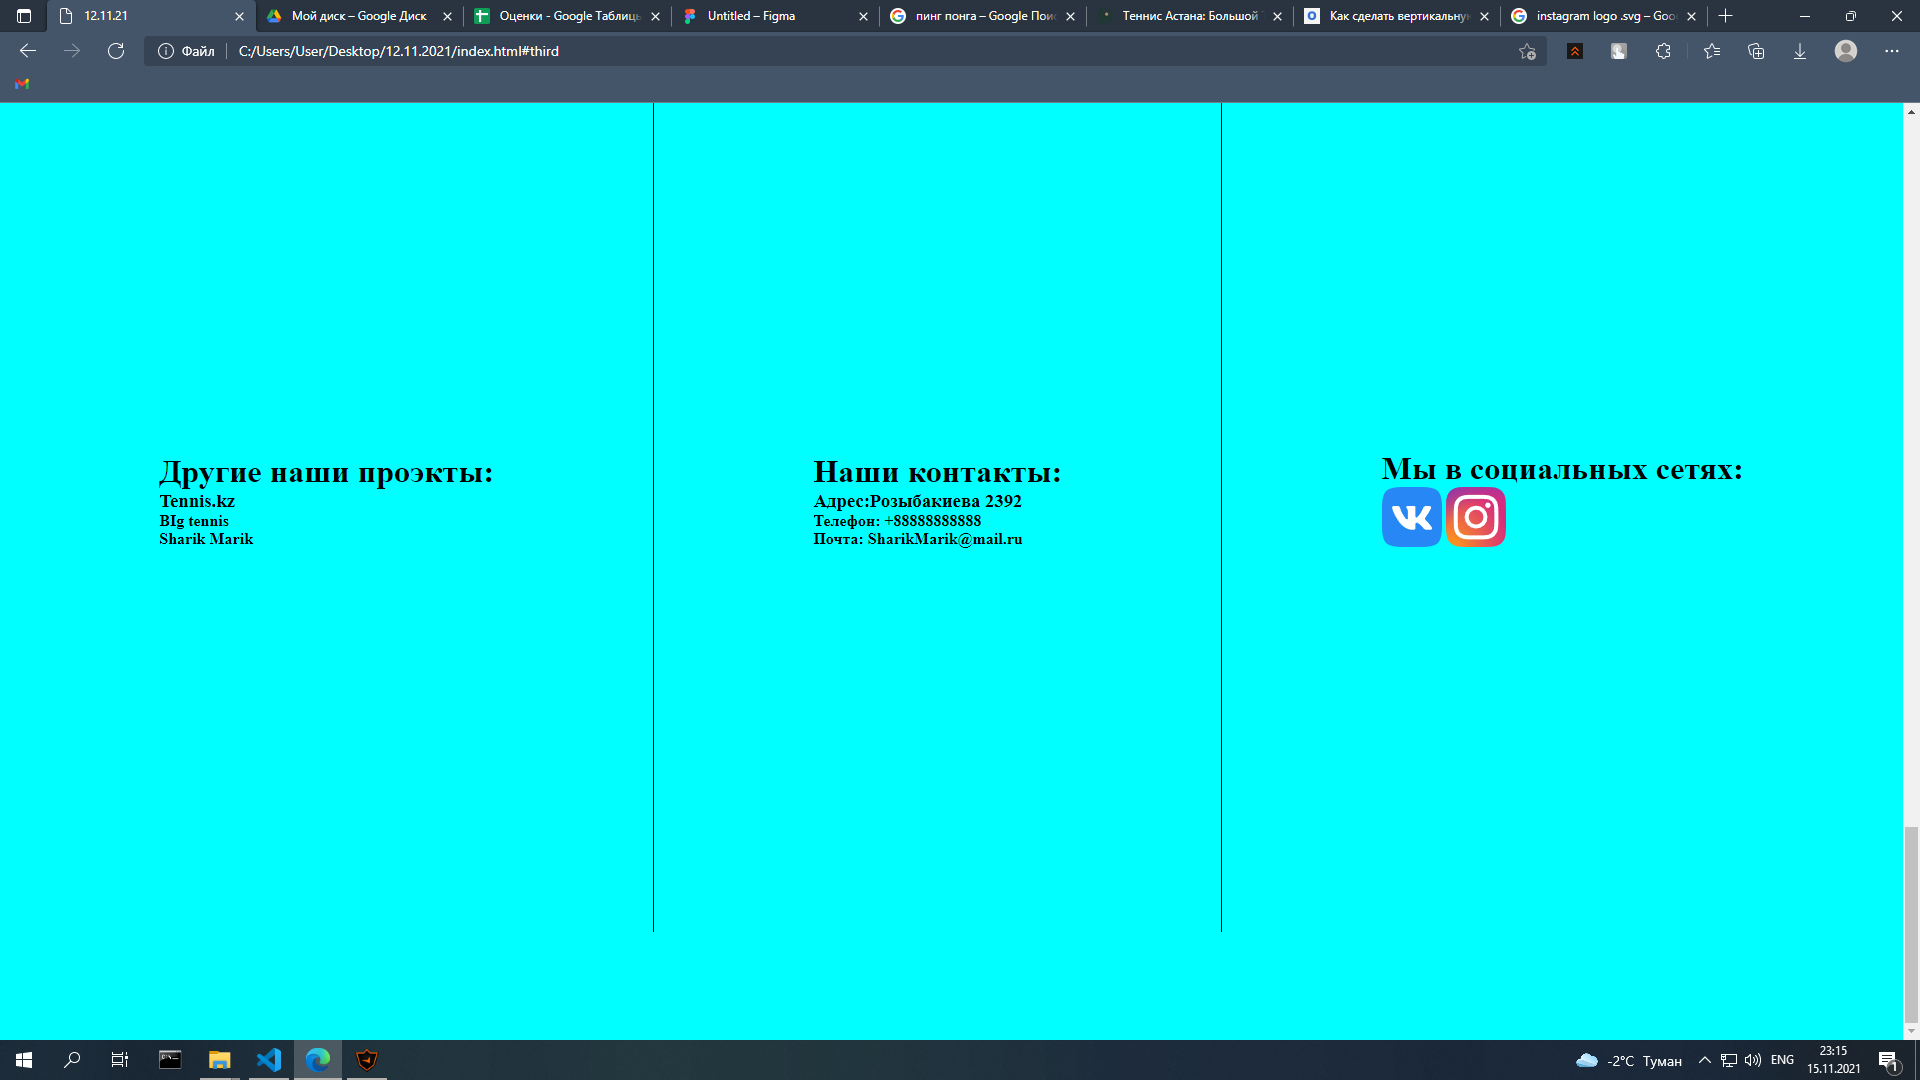 12.11.21
Мой диск – Google Диск
Оценки - Google Таблиц
Untitled – Figma
пинг понга – Google Пои
Теннис Астана: Большой
Как сделать вертикальну
instagram logo .svg – Goo
Файл
C:/Users/User/Desktop/12.11.2021/index.html#third
Другие наши проэкты:
Tennis.kz
BIg tennis
Sharik Marik
Наши контакты:
Адрес:Розыбакиева 2392
Телефон: +88888888888
Почта: SharikMarik@mail.ru
Мы в социальных сетях:
-2°C Туман
ENG
23:15
15.11.2021
1